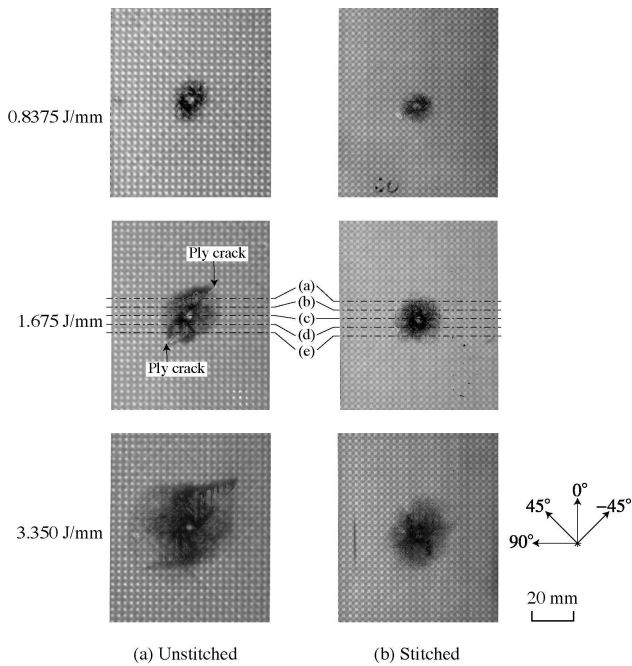 0.8375 J/mm
Ply crack
(a)
(b)
(c)
(d)
(e)
1.675 J/mm
Ply crack
3.350 J/mm
0°
45°
−45°
90°
20 mm
(a) Unstitched
(b) Stitched